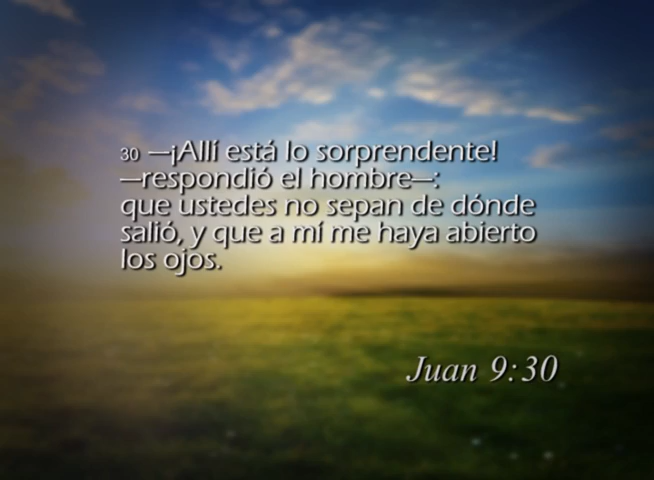 30 —¡Allí está lo sorprendente!
—respondió el hombre—:
que ustedes no sepan de dónde
salió, y que a mí me haya abierto
los ojos.
Juan 9:30